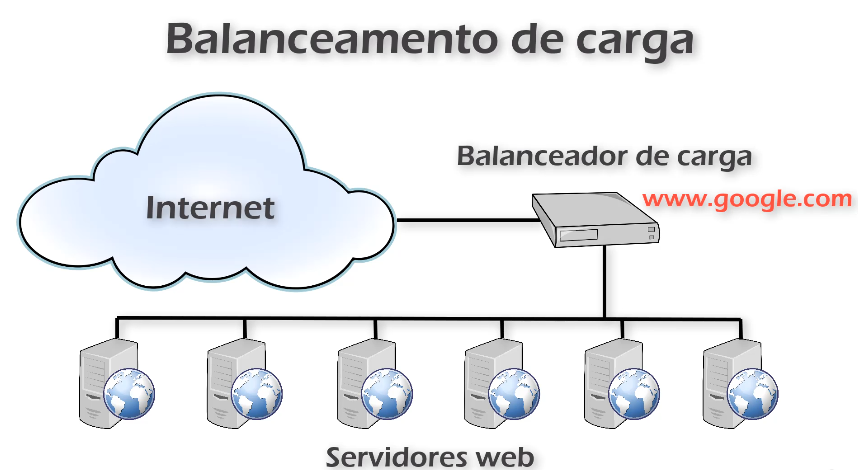 Balanceamento de carga
Balanceador de carga
www.google.com
Internet
Servidores web